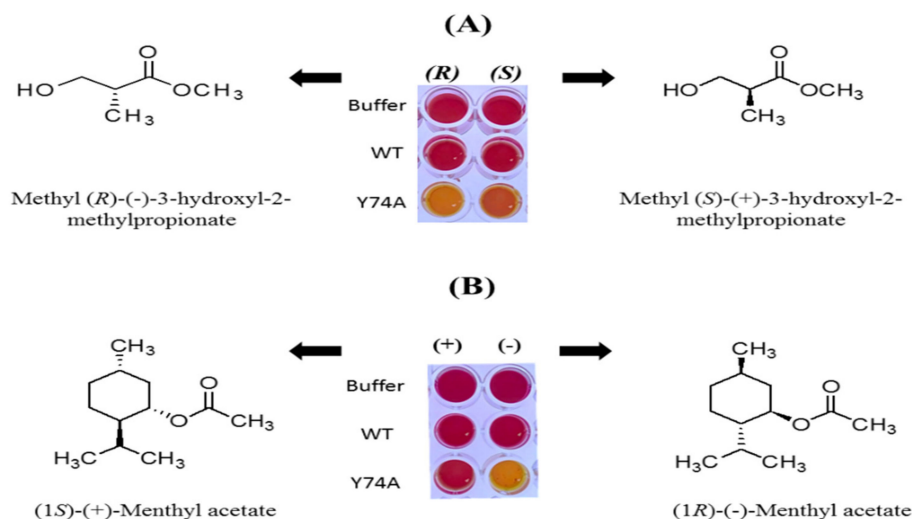 (A)
(R) (S)
Buffer
WT
Y74A
O
HO
OCH3
CH3
Methyl (R)-(-)-3-hydroxyl-2-
methylpropionate
O
HO
OCH3
CH3
Methyl (S)-(+)-3-hydroxyl-2-
methylpropionate
(B)
(+) (-)
Buffer
WT
Y74A
CH3
O
O
CH3
H3C
CH3
(1S)-(+)-Menthyl acetate
CH3
O
O
CH3
H3C
CH3
(1R)-(-)-Menthyl acetate